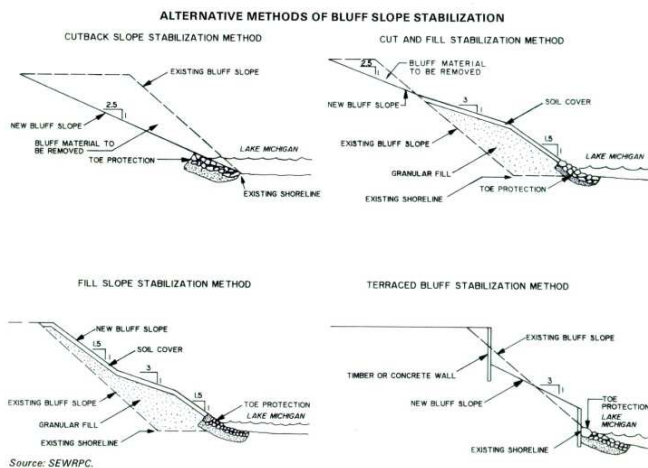 ALTERNATIVE METHODS OF BLUFF SLOPE STABILIZATION
CUTBACK SLOPE STABILIZATION METHOD
EXISTING BLUFF SLOPE
2.5
1
NEW BLUFF SLOPE
BLUFF MATERIAL TO
BE REMOVED
LAKE MICHIGAN
TOE PROTECTION
EXISTING SHORELINE
CUT AND FILL STABILIZATION METHOD
2.5
1
BLUFF MATERIAL
TO BE REMOVED
NEW BLUFF SLOPE
3
1
SOIL COVER
EXISTING BLUFF SLOPE
1.5
1
LAKE MICHIGAN
GRANULAR FILL
TOE PROTECTION
EXISTING SHORELINE
FILL SLOPE STABILIZATION METHOD
NEW BLUFF SLOPE
1.5
1
SOIL COVER
3
1
EXISTING BLUFF SLOPE
1.5
1
TOE PROTECTION
LAKE MICHIGAN
GRANULAR FILL
EXISTING SHORELINE
TERRACED BLUFF STABILIZATION METHOD
EXISTING BLUFF SLOPE
TIMBER OR CONCRETE WALL
3
1
NEW BLUFF SLOPE
TOE
PROTECTION
LAKE
MICHIGAN
EXISTING SHORELINE
Source: SEWRPC.